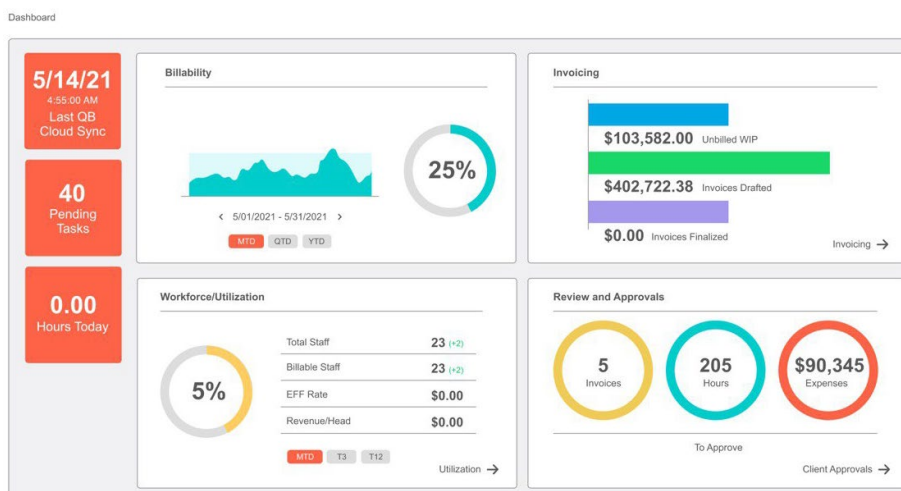 Dashboard
5/14/21
4:55:00 AM
Last QB
Cloud Sync
40
Pending
Tasks
0.00
Hours Today
Billability
25%
< 5/01/2021 - 5/31/2021 >
MTD QTD YTD
Invoicing
$103,582.00 Unbilled WIP
$402,722.38 Invoices Drafted
$0.00 Invoices Finalized
Invoicing →
Workforce/Utilization
5%
Total Staff 23 (+2)
Billable Staff 23 (+2)
EFF Rate $0.00
Revenue/Head $0.00
MTD T3 T12
Utilization →
Review and Approvals
5
Invoices
205
Hours
$90,345
Expenses
To Approve
Client Approvals →